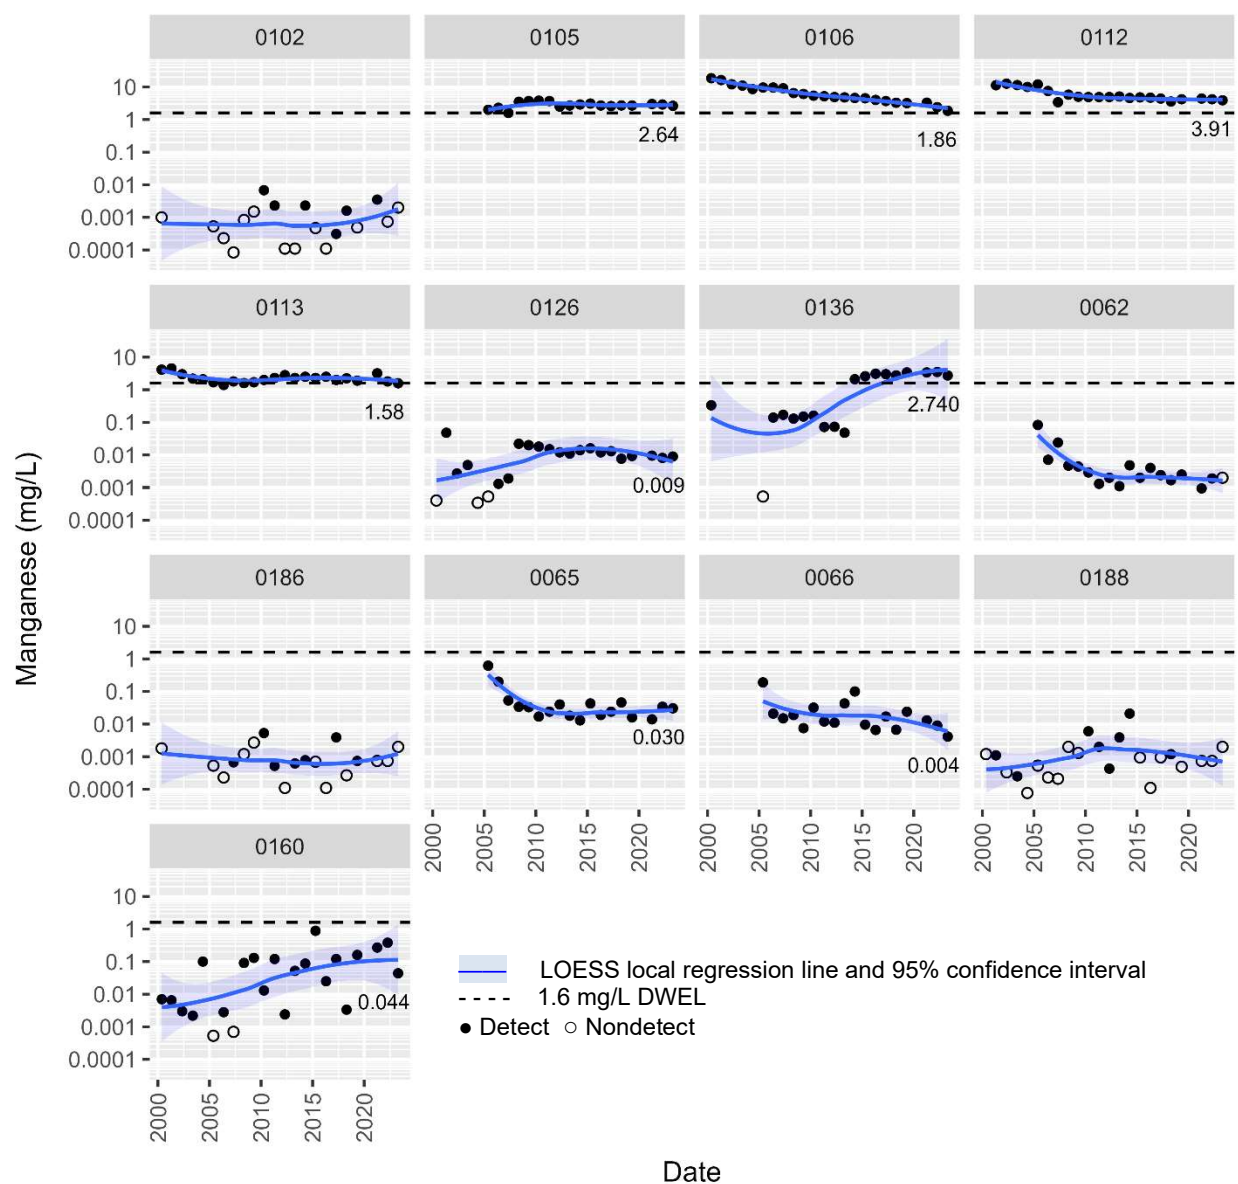 0102 0105 0106 0112
10
1
0.1
0.01
0.001
0.0001
2.64
1.86
3.91
0113 0126 0136 0062
10
1
0.1
0.01
0.001
0.0001
1.58
0.009
2.740
Manganese (mg/L)
0186 0065 0066 0188
10
1
0.1
0.01
0.001
0.0001
0.030
0.004
2000 2005 2010 2015 2020
2000 2005 2010 2015 2020
2000 2005 2010 2015 2020
0160
10
1
0.1
0.01
0.001
0.0001
0.044
2000 2005 2010 2015 2020
LOESS local regression line and 95% confidence interval
1.6 mg/L DWEL
Detect Nondetect
Date